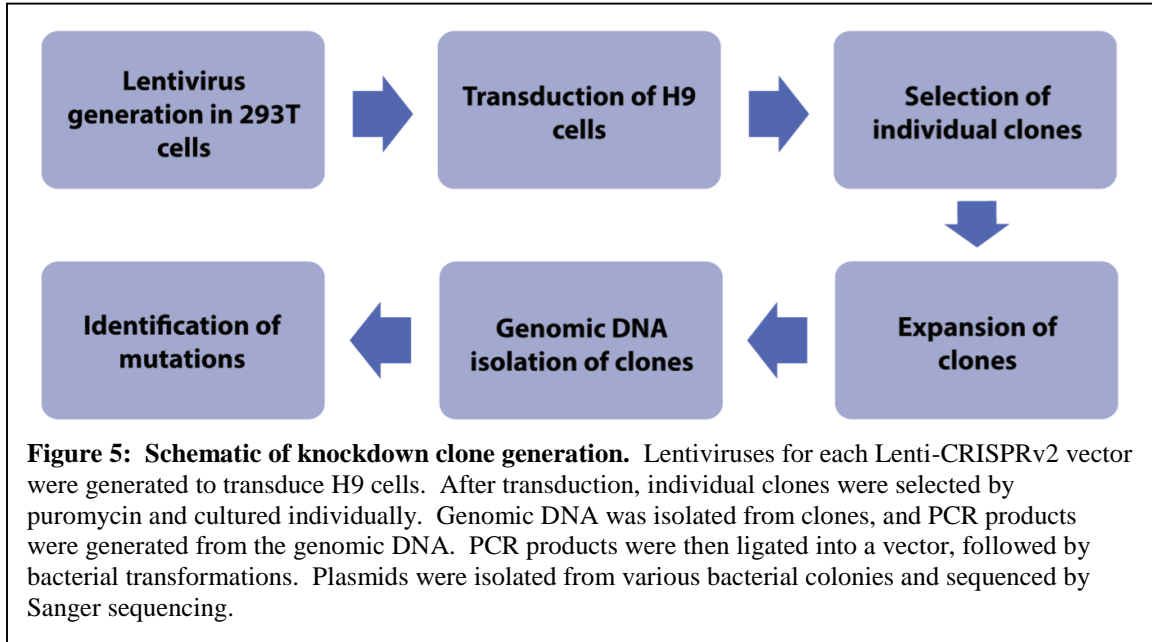 Lentivirus
generation in 293T
cells
Transduction of H9
cells
Selection of
individual clones
Expansion of
clones
Genomic DNA
isolation of clones
Identification of
mutations
Figure 5:  Schematic of knockdown clone generation.  Lentiviruses for each Lenti-CRISPRv2 vector
were generated to transduce H9 cells.  After transduction, individual clones were selected by
puromycin and cultured individually.  Genomic DNA was isolated from clones, and PCR products
were generated from the genomic DNA.  PCR products were then ligated into a vector, followed by
bacterial transformations.  Plasmids were isolated from various bacterial colonies and sequenced by
Sanger sequencing.